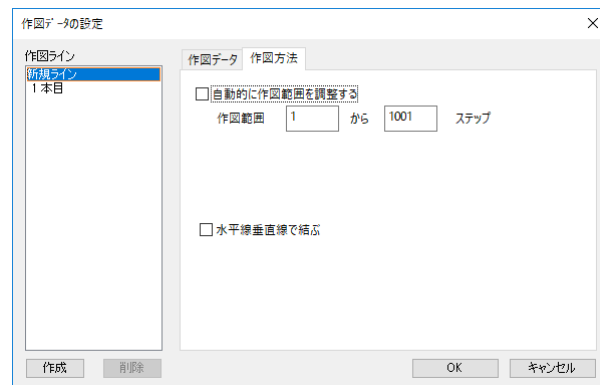 作図データの設定
作図ライン
新規ライン
1本目
作図データ 作図方法
自動的に作図範囲を調整する
作図範囲 1 から 1001 ステップ
水平線垂直線で結ぶ
作成 削除 OK キャンセル